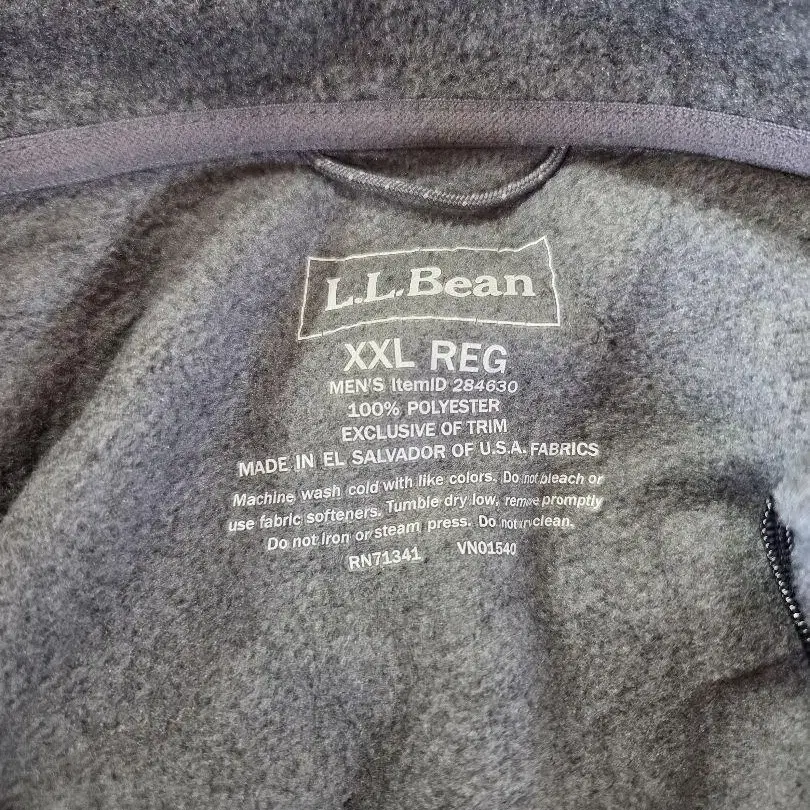 L.L.Bean
XXL REG
MEN'S ItemID 284630
100% POLYESTER
EXCLUSIVE OF TRIM
MADE IN EL SALVADOR OF U.S.A. FABRICS
Machine wash cold with like colors. Do not bleach or
use fabric softeners. Tumble dry low, remove promptly
Do not iron or steam press. Do not dryclean.
RN71341 VN01540